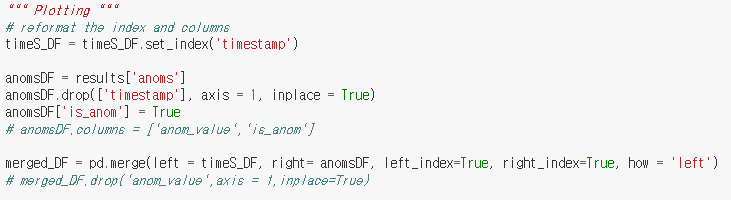 """ Plotting """
# reformat the index and columns
timeS_DF = timeS_DF.set_index('timestamp')
anomsDF = results['anoms']
anomsDF.drop(['timestamp'], axis = 1, inplace = True)
anomsDF['is_anom'] = True
# anomsDF.columns = ['anom_value','is_anom']
merged_DF = pd.merge(left = timeS_DF, right= anomsDF, left_index=True, right_index=True, how = 'left')
# merged_DF.drop('anom_value',axis = 1,inplace=True)